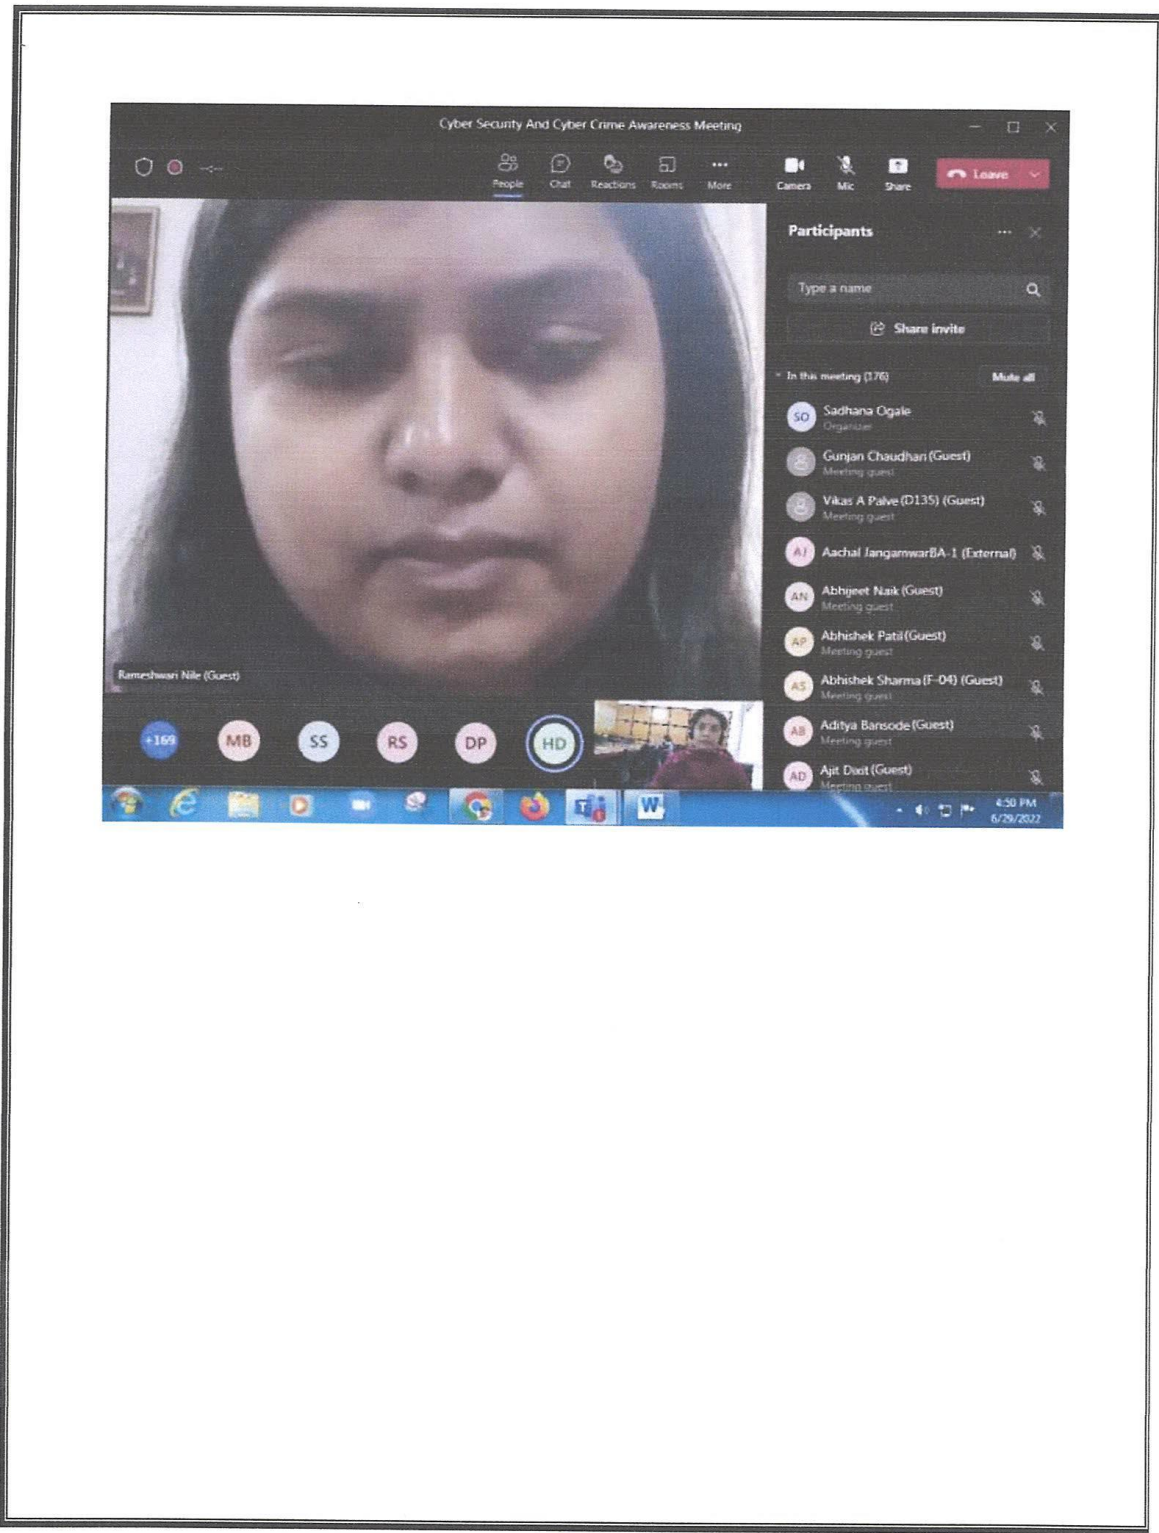 Cyber Security And Cyber Crime Awareness Meeting
People Chat Reactions Rooms More Camera Mic Share Leave
Participants
Type a name
Share invite
In this meeting (176) Mute all
SO Sadhana Ogale
Organizer
Gunjan Chaudhari (Guest)
Meeting guest
Vikas A Palve (D135) (Guest)
Meeting guest
AJ Aachal JangamwarBA-1 (External)
AN Abhijeet Naik (Guest)
Meeting guest
AP Abhishek Patil (Guest)
Meeting guest
AS Abhishek Sharma (F-04) (Guest)
Meeting guest
AB Aditya Bansode (Guest)
Meeting guest
AD Ajit Dixit (Guest)
Meeting guest
Rameshwari Nile (Guest)
+169 MB SS RS DP HD
4:50 PM
6/29/2022